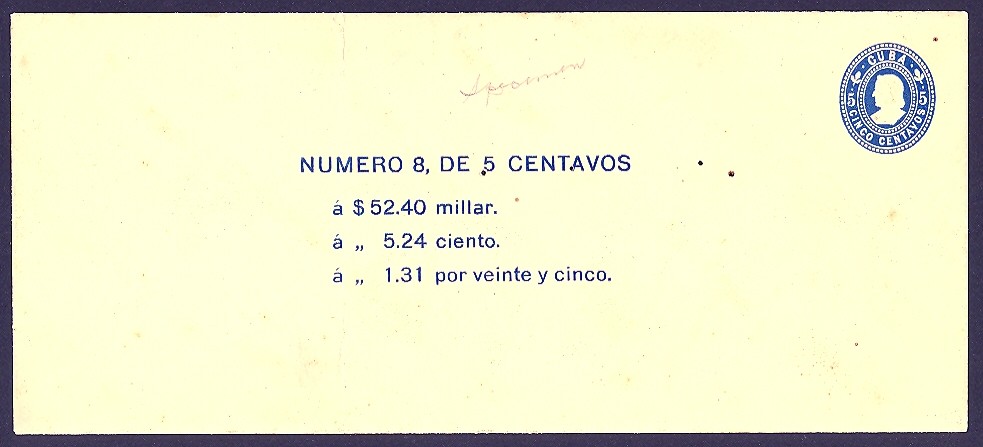 Specimen
· CUBA ·
5 5
CINCO CENTAVOS
NUMERO 8, DE 5 CENTAVOS
á $ 52.40 millar.
á „ 5.24 ciento.
á „ 1.31 por veinte y cinco.